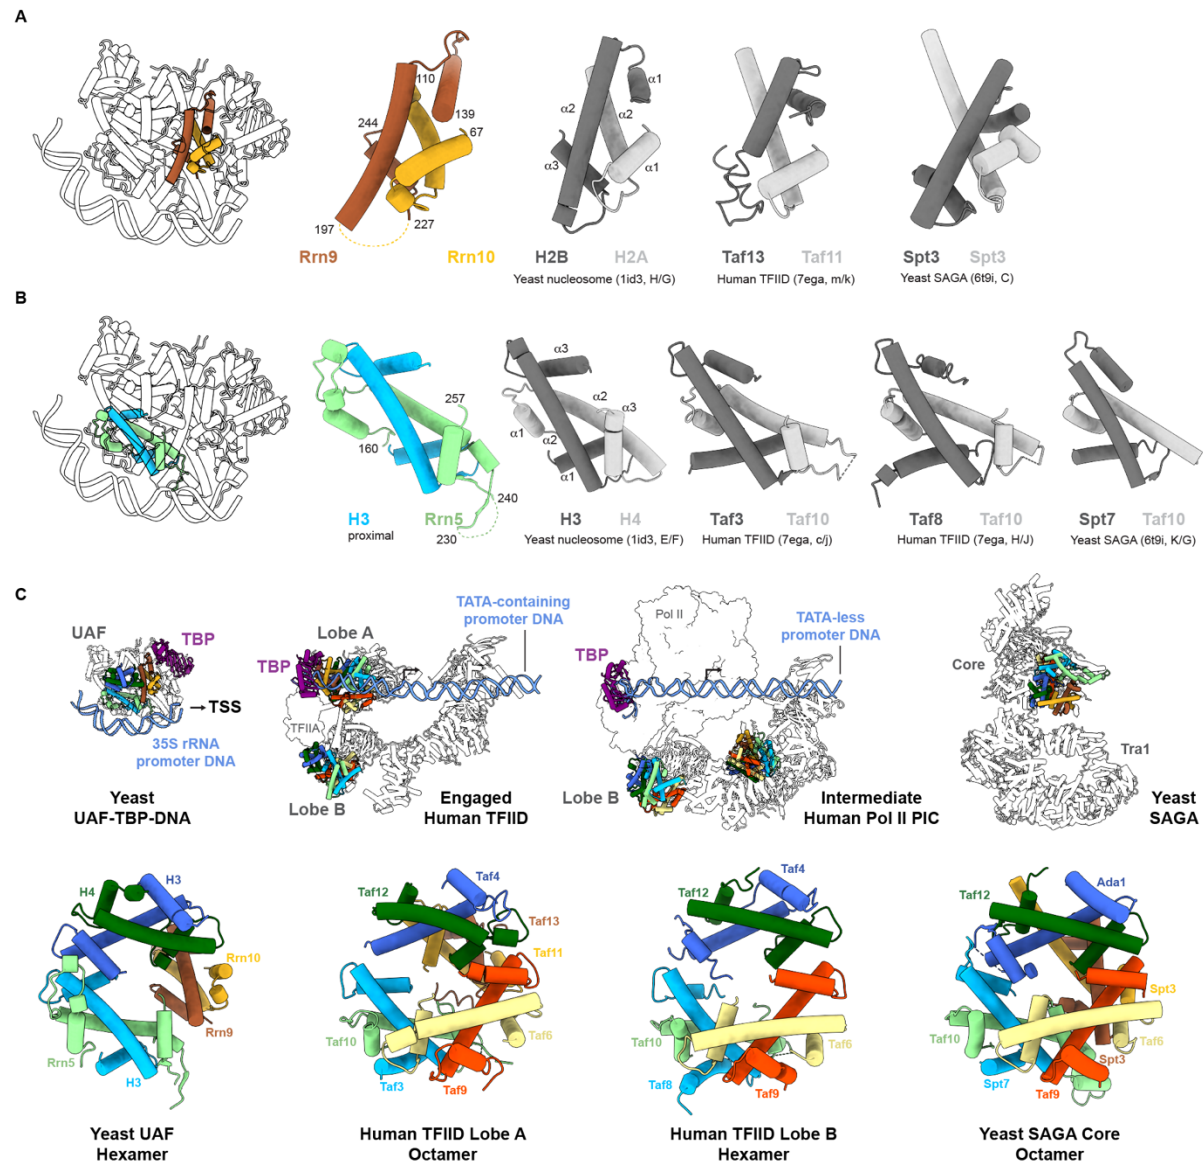 A
110
139
67
244
197
227
Rrn9
Rrn10
α1
α2
α2
α3
α1
H2B
H2A
Yeast nucleosome (1id3, H/G)
Taf13
Taf11
Human TFIID (7ega, m/k)
Spt3
Spt3
Yeast SAGA (6t9i, C)
B
257
160
240
230
H3
proximal
Rrn5
α3
α2
α3
α1
α2
α1
H3
H4
Yeast nucleosome (1id3, E/F)
Taf3
Taf10
Human TFIID (7ega, c/j)
Taf8
Taf10
Human TFIID (7ega, H/J)
Spt7
Taf10
Yeast SAGA (6t9i, K/G)
C
UAF
TBP
TSS
35S rRNA
promoter DNA
Yeast
UAF-TBP-DNA
TATA-containing
promoter DNA
Lobe A
TBP
TFIIA
Lobe B
Engaged
Human TFIID
Pol II
TATA-less
promoter DNA
TBP
Lobe B
Intermediate
Human Pol II PIC
Core
Tra1
Yeast
SAGA
H4
H3
Rrn10
Rrn9
Rrn5
H3
Yeast UAF
Hexamer
Taf12
Taf4
Taf13
Taf11
Taf10
Taf6
Taf3
Taf9
Human TFIID Lobe A
Octamer
Taf12
Taf4
Taf10
Taf6
Taf8
Taf9
Human TFIID Lobe B
Hexamer
Taf12
Ada1
Spt3
Taf10
Taf6
Spt3
Spt7
Taf9
Yeast SAGA Core
Octamer